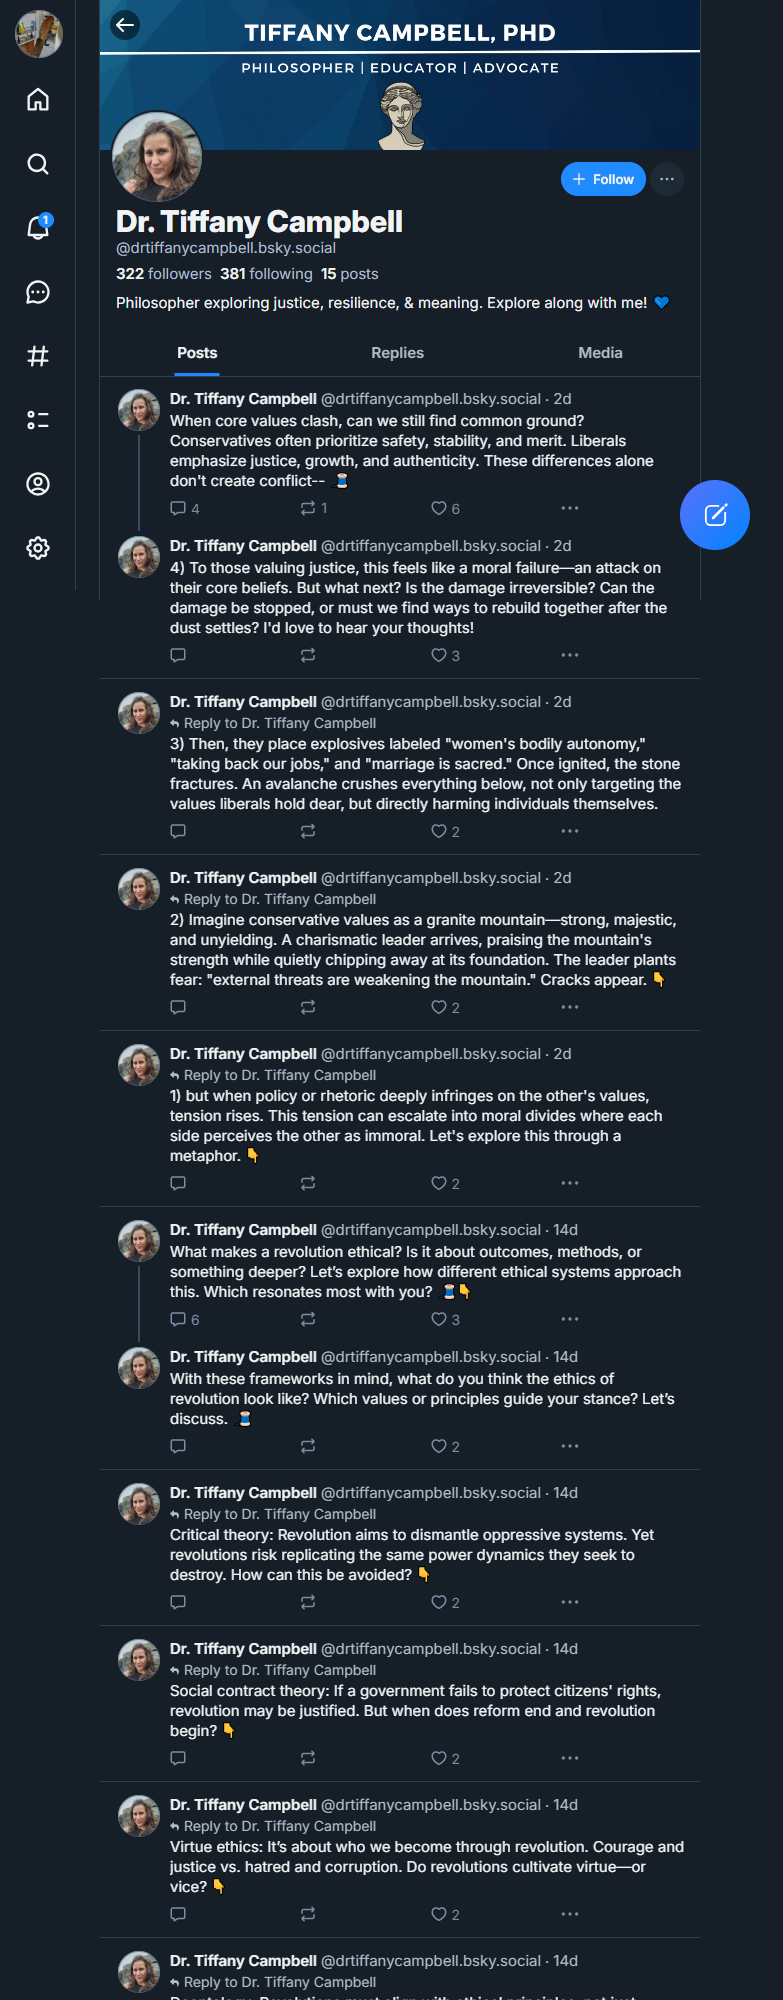 TIFFANY CAMPBELL, PHD
PHILOSOPHER | EDUCATOR | ADVOCATE
+ Follow
1
Dr. Tiffany Campbell
@drtiffanycampbell.bsky.social
322 followers 381 following 15 posts
Philosopher exploring justice, resilience, & meaning. Explore along with me! 💙
Posts Replies Media
Dr. Tiffany Campbell @drtiffanycampbell.bsky.social · 2d
When core values clash, can we still find common ground?
Conservatives often prioritize safety, stability, and merit. Liberals
emphasize justice, growth, and authenticity. These differences alone
don't create conflict-- 🧵
4 1 6
Dr. Tiffany Campbell @drtiffanycampbell.bsky.social · 2d
4) To those valuing justice, this feels like a moral failure—an attack on
their core beliefs. But what next? Is the damage irreversible? Can the
damage be stopped, or must we find ways to rebuild together after the
dust settles? I'd love to hear your thoughts!
3
Dr. Tiffany Campbell @drtiffanycampbell.bsky.social · 2d
Reply to Dr. Tiffany Campbell
3) Then, they place explosives labeled "women's bodily autonomy,"
"taking back our jobs," and "marriage is sacred." Once ignited, the stone
fractures. An avalanche crushes everything below, not only targeting the
values liberals hold dear, but directly harming individuals themselves.
2
Dr. Tiffany Campbell @drtiffanycampbell.bsky.social · 2d
Reply to Dr. Tiffany Campbell
2) Imagine conservative values as a granite mountain—strong, majestic,
and unyielding. A charismatic leader arrives, praising the mountain's
strength while quietly chipping away at its foundation. The leader plants
fear: "external threats are weakening the mountain." Cracks appear. 👇
2
Dr. Tiffany Campbell @drtiffanycampbell.bsky.social · 2d
Reply to Dr. Tiffany Campbell
1) but when policy or rhetoric deeply infringes on the other's values,
tension rises. This tension can escalate into moral divides where each
side perceives the other as immoral. Let's explore this through a
metaphor. 👇
2
Dr. Tiffany Campbell @drtiffanycampbell.bsky.social · 14d
What makes a revolution ethical? Is it about outcomes, methods, or
something deeper? Let’s explore how different ethical systems approach
this. Which resonates most with you? 🧵👇
6 3
Dr. Tiffany Campbell @drtiffanycampbell.bsky.social · 14d
With these frameworks in mind, what do you think the ethics of
revolution look like? Which values or principles guide your stance? Let’s
discuss. 🧵
2
Dr. Tiffany Campbell @drtiffanycampbell.bsky.social · 14d
Reply to Dr. Tiffany Campbell
Critical theory: Revolution aims to dismantle oppressive systems. Yet
revolutions risk replicating the same power dynamics they seek to
destroy. How can this be avoided? 👇
2
Dr. Tiffany Campbell @drtiffanycampbell.bsky.social · 14d
Reply to Dr. Tiffany Campbell
Social contract theory: If a government fails to protect citizens' rights,
revolution may be justified. But when does reform end and revolution
begin? 👇
2
Dr. Tiffany Campbell @drtiffanycampbell.bsky.social · 14d
Reply to Dr. Tiffany Campbell
Virtue ethics: It’s about who we become through revolution. Courage and
justice vs. hatred and corruption. Do revolutions cultivate virtue—or
vice? 👇
2
Dr. Tiffany Campbell @drtiffanycampbell.bsky.social · 14d
Reply to Dr. Tiffany Campbell